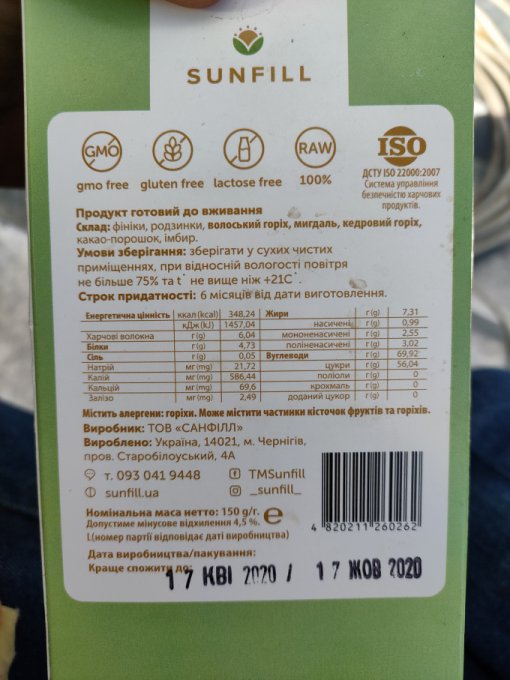 SUNFILL
GMO
RAW
ISO
gmo free gluten free lactose free 100%
ДСТУ ISO 22000:2007
Система управління
безпечністю харчових
продуктів.
Продукт готовий до вживання
Склад: фініки, родзинки, волоський горіх, мигдаль, кедровий горіх,
какао-порошок, імбир.
Умови зберігання: зберігати у сухих чистих
приміщеннях, при відносній вологості повітря
не більше 75% та t° не вище ніж +21С°.
Строк придатності: 6 місяців від дати виготовлення.
Енергетична цінність ккал (kcal) 348,24 Жири г(g) 7,31
кДж (kJ) 1457,04 насичені г(g) 0,99
Харчові волокна г(g) 6,04 мононенасичені г(g) 2,55
Білки г(g) 4,73 поліненасичені г(g) 3,02
Сіль г(g) 0,05 Вуглеводи г(g) 69,92
Натрій мг(mg) 21,72 цукри г(g) 56,04
Калій мг(mg) 586,44 поліоли г(g) 0
Кальцій мг(mg) 69,6 крохмаль г(g) 0
Залізо мг(mg) 2,49 доданий цукор г(g) 0
Містить алергени: горіхи. Може містити частинки кісточок фруктів та горіхів.
Виробник: ТОВ «САНФІЛЛ»
Вироблено: Україна, 14021, м. Чернігів,
пров. Старобілоуський, 4А
т. 093 041 9448 TMSunfill
sunfill.ua _sunfill_
Номінальна маса нетто: 150 g/г. e
Допустиме мінусове відхилення 4,5 %.
L(номер партії відповідає даті виробництва)
4 820211 260262
Дата виробництва/пакування:
Краще спожити до:
17 КВІ 2020 / 17 ЖОВ 2020